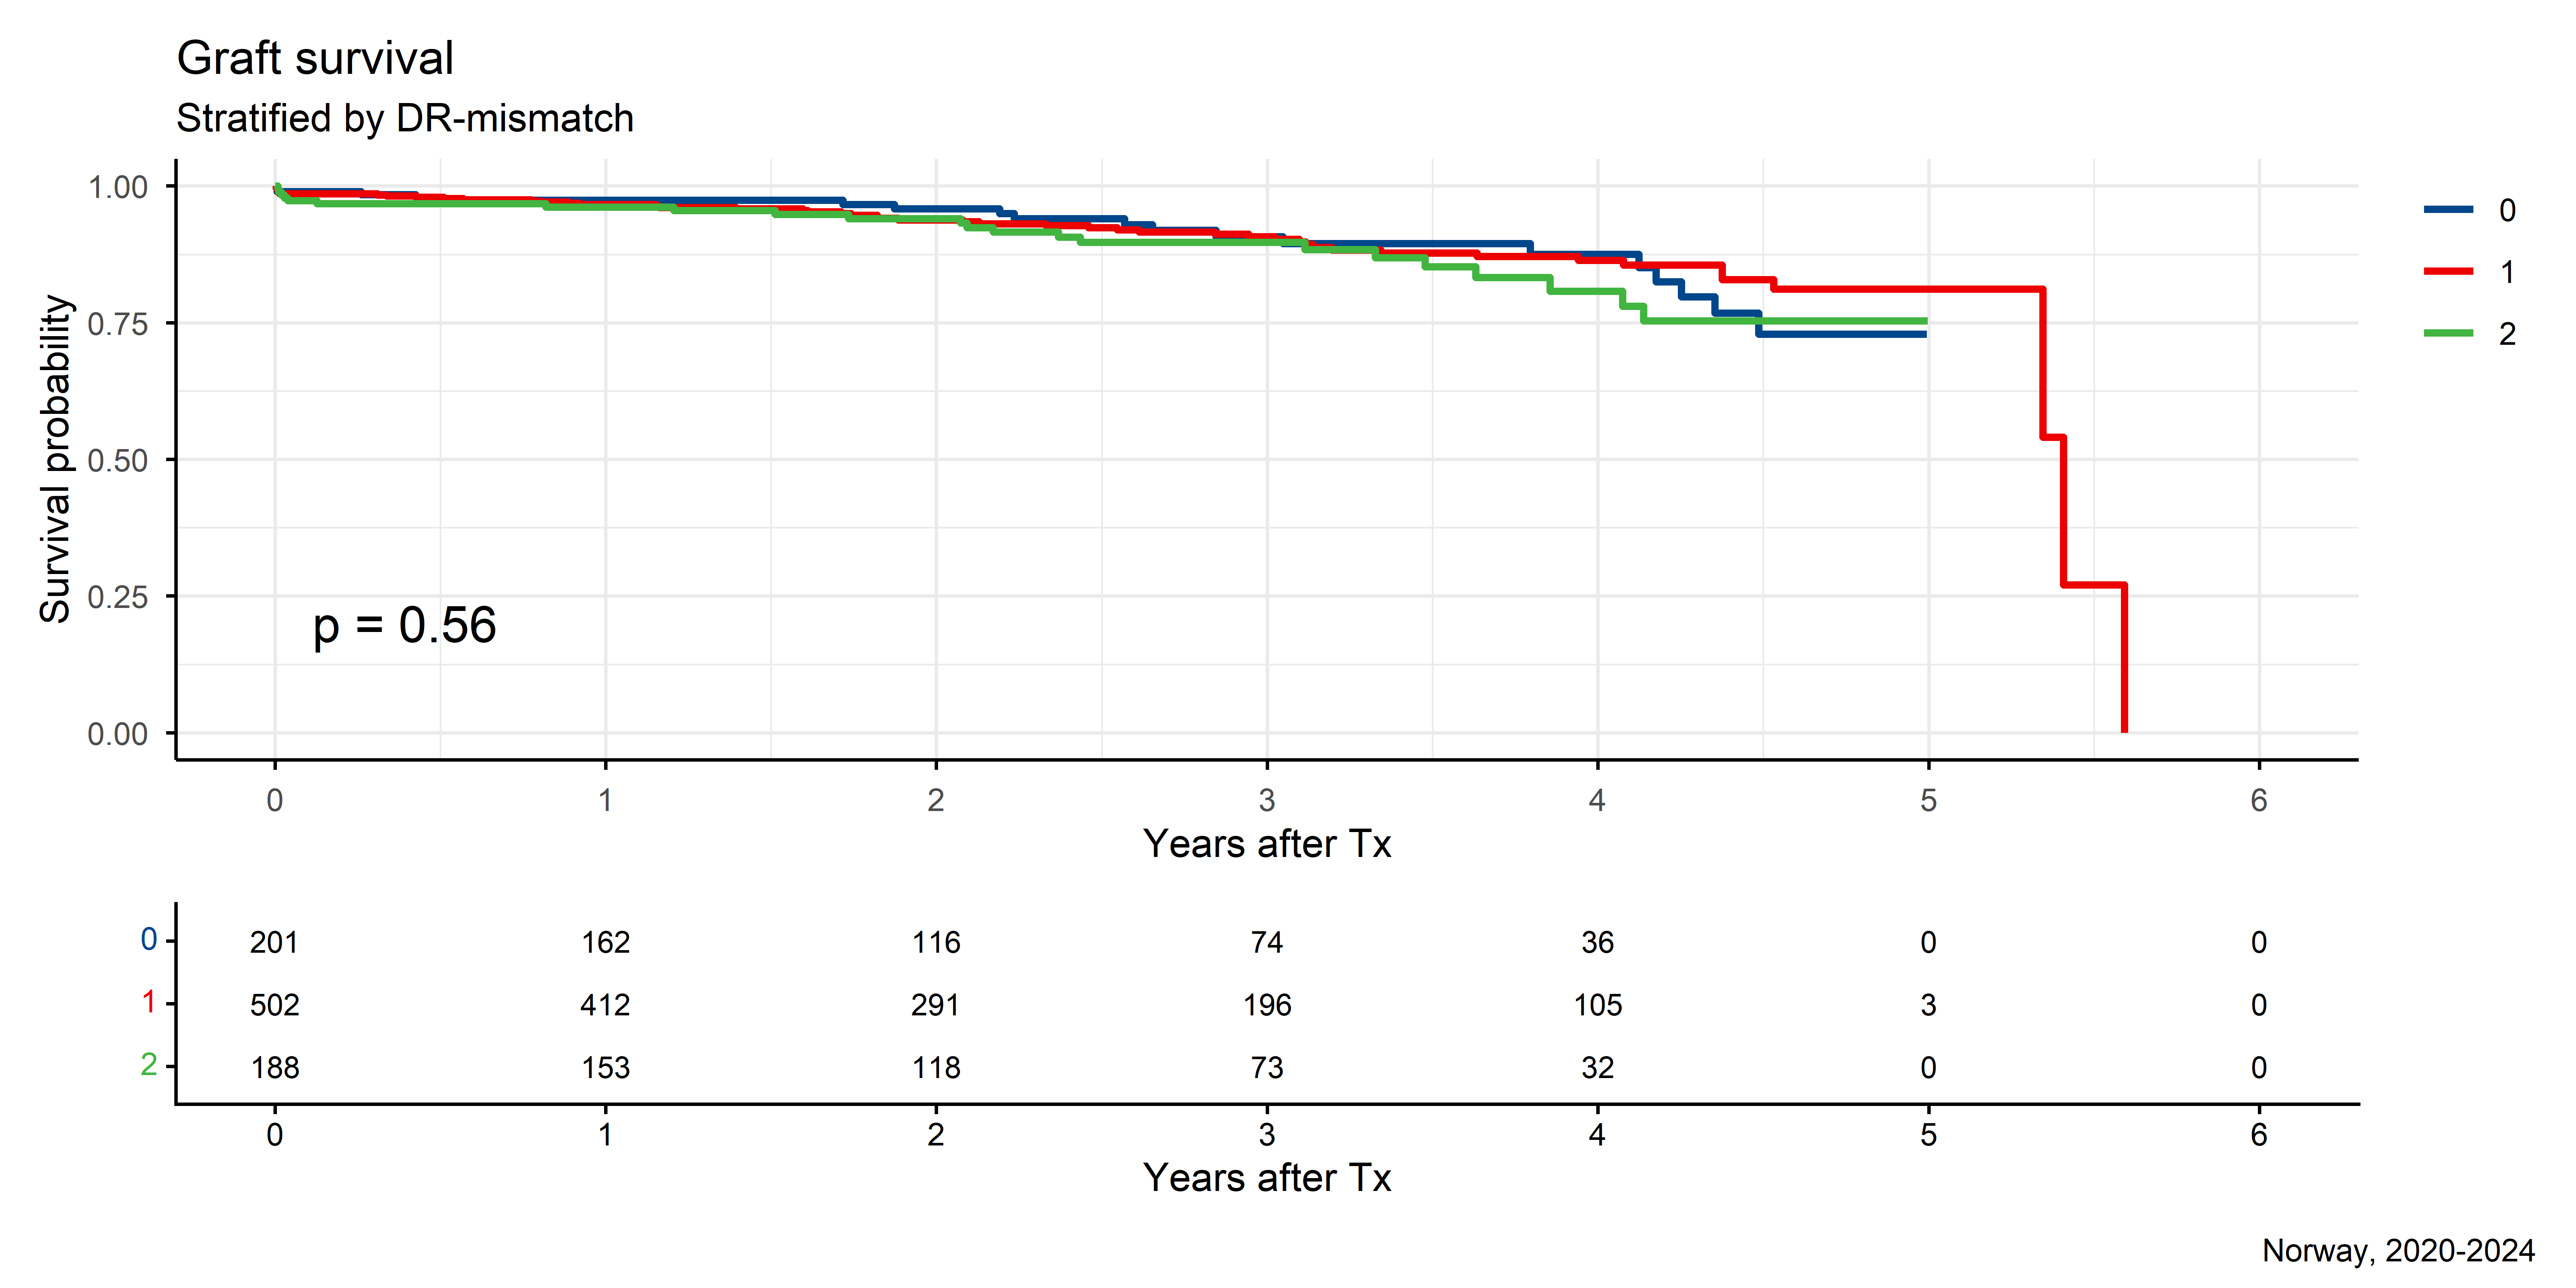 Graft survival
Stratified by DR-mismatch
Survival probability
1.00
0.75
0.50
0.25
0.00
p = 0.56
0
1
2
0 1 2 3 4 5 6
Years after Tx
0 201 162 116 74 36 0 0
1 502 412 291 196 105 3 0
2 188 153 118 73 32 0 0
0 1 2 3 4 5 6
Years after Tx
Norway, 2020-2024